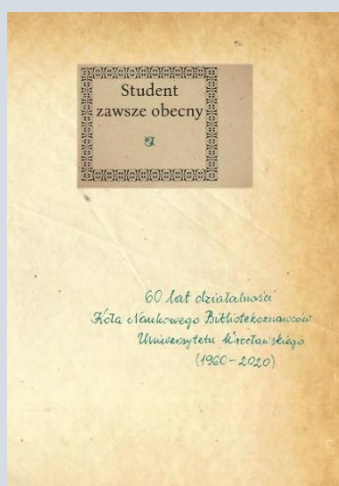 Student
zawsze obecny
60 lat działalności
Koła Naukowego Bibliotekoznawców
Uniwersytetu Wrocławskiego
(1960-2020)